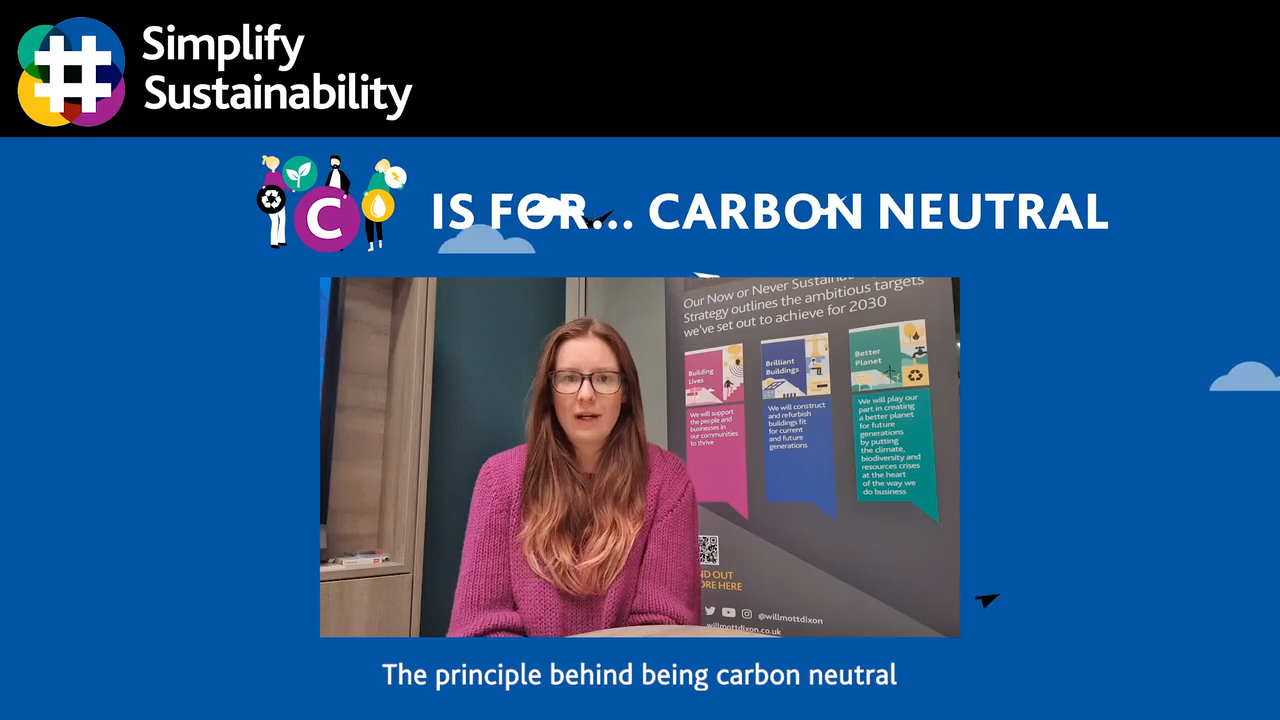 #
Simplify
Sustainability
C
IS FOR... CARBON NEUTRAL
Our Now or Never
Strategy outlines the ambitious targets
we've set out to achieve for 2030
Building
Lives
We will support
the people and
businesses in
our communities
to thrive
Brilliant
Buildings
We will construct
and refurbish
buildings fit
for current
and future
generations
Better
Planet
We will play our
part in creating
a better planet
for future
generations
by putting
the climate,
biodiversity and
resources crises
at the heart
of the way we
do business
OUT
HERE
@willmottdixon
willmottdixon.co.uk
The principle behind being carbon neutral